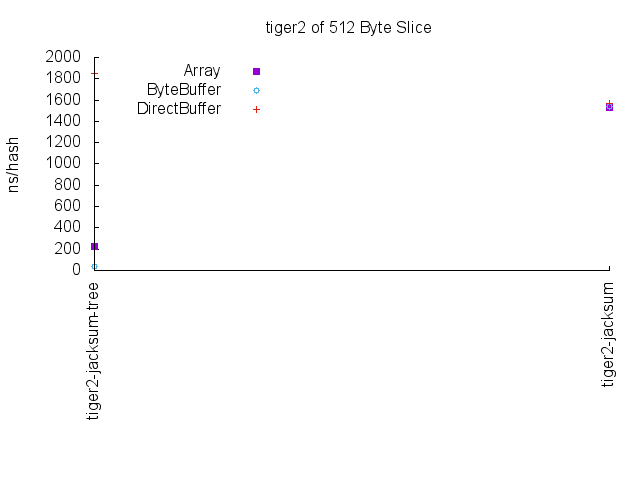 tiger2 of 512 Byte Slice
ns/hash
2000
1800
1600
1400
1200
1000
800
600
400
200
0
Array
ByteBuffer
DirectBuffer
tiger2-jacksum-tree
tiger2-jacksum